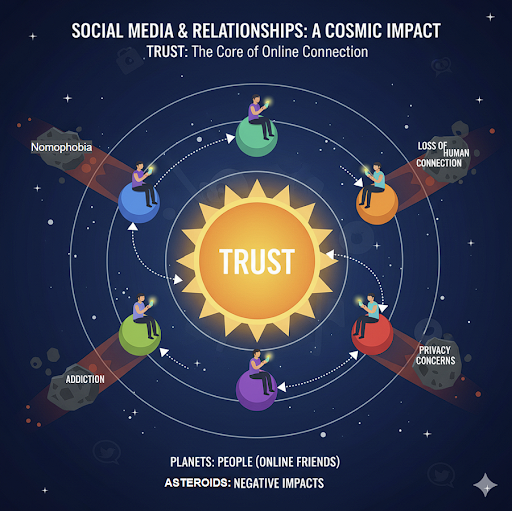 SOCIAL MEDIA & RELATIONSHIPS: A COSMIC IMPACT
TRUST: The Core of Online Connection
Nomophobia
LOSS OF
HUMAN
CONNECTION
TRUST
PRIVACY
CONCERNS
ADDICTION
PLANETS: PEOPLE (ONLINE FRIENDS)
ASTEROIDS: NEGATIVE IMPACTS